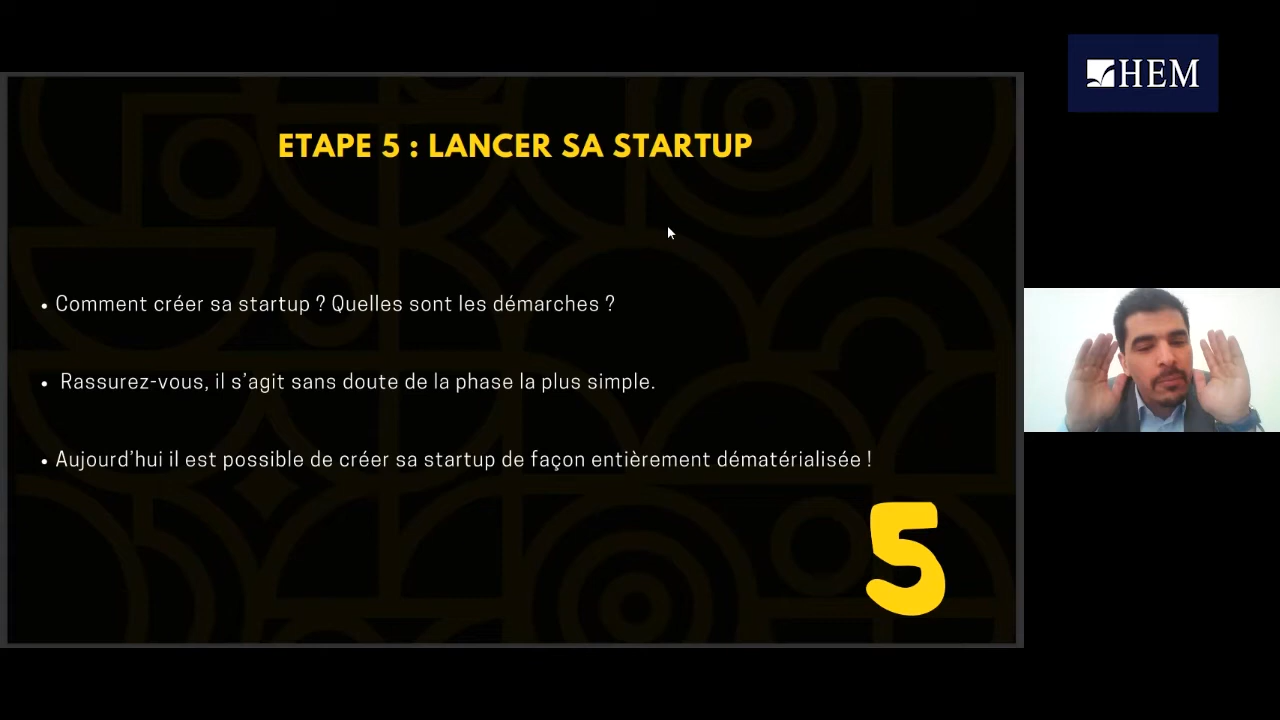 HEM
ETAPE 5 : LANCER SA STARTUP
• Comment créer sa startup ? Quelles sont les démarches ?
• Rassurez-vous, il s'agit sans doute de la phase la plus simple.
• Aujourd'hui il est possible de créer sa startup de façon entièrement dématérialisée !
5